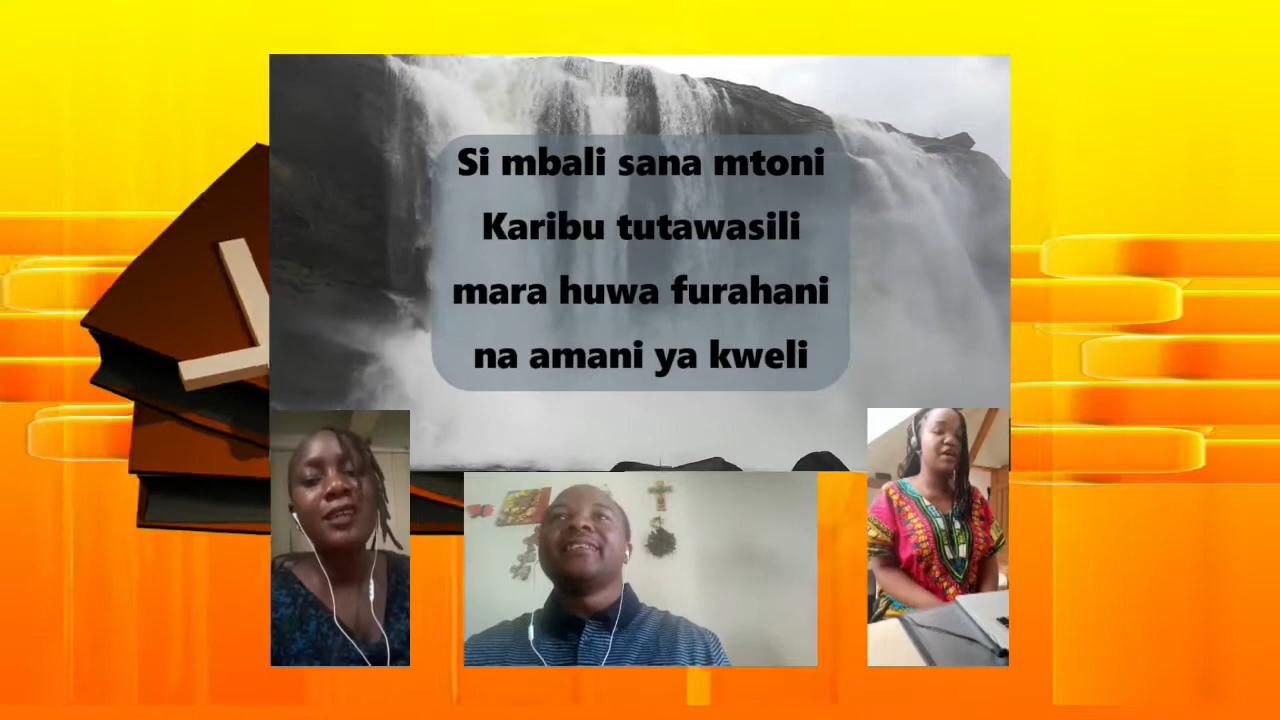 Si mbali sana mtoni
Karibu tutawasili
mara huwa furahani
na amani ya kweli